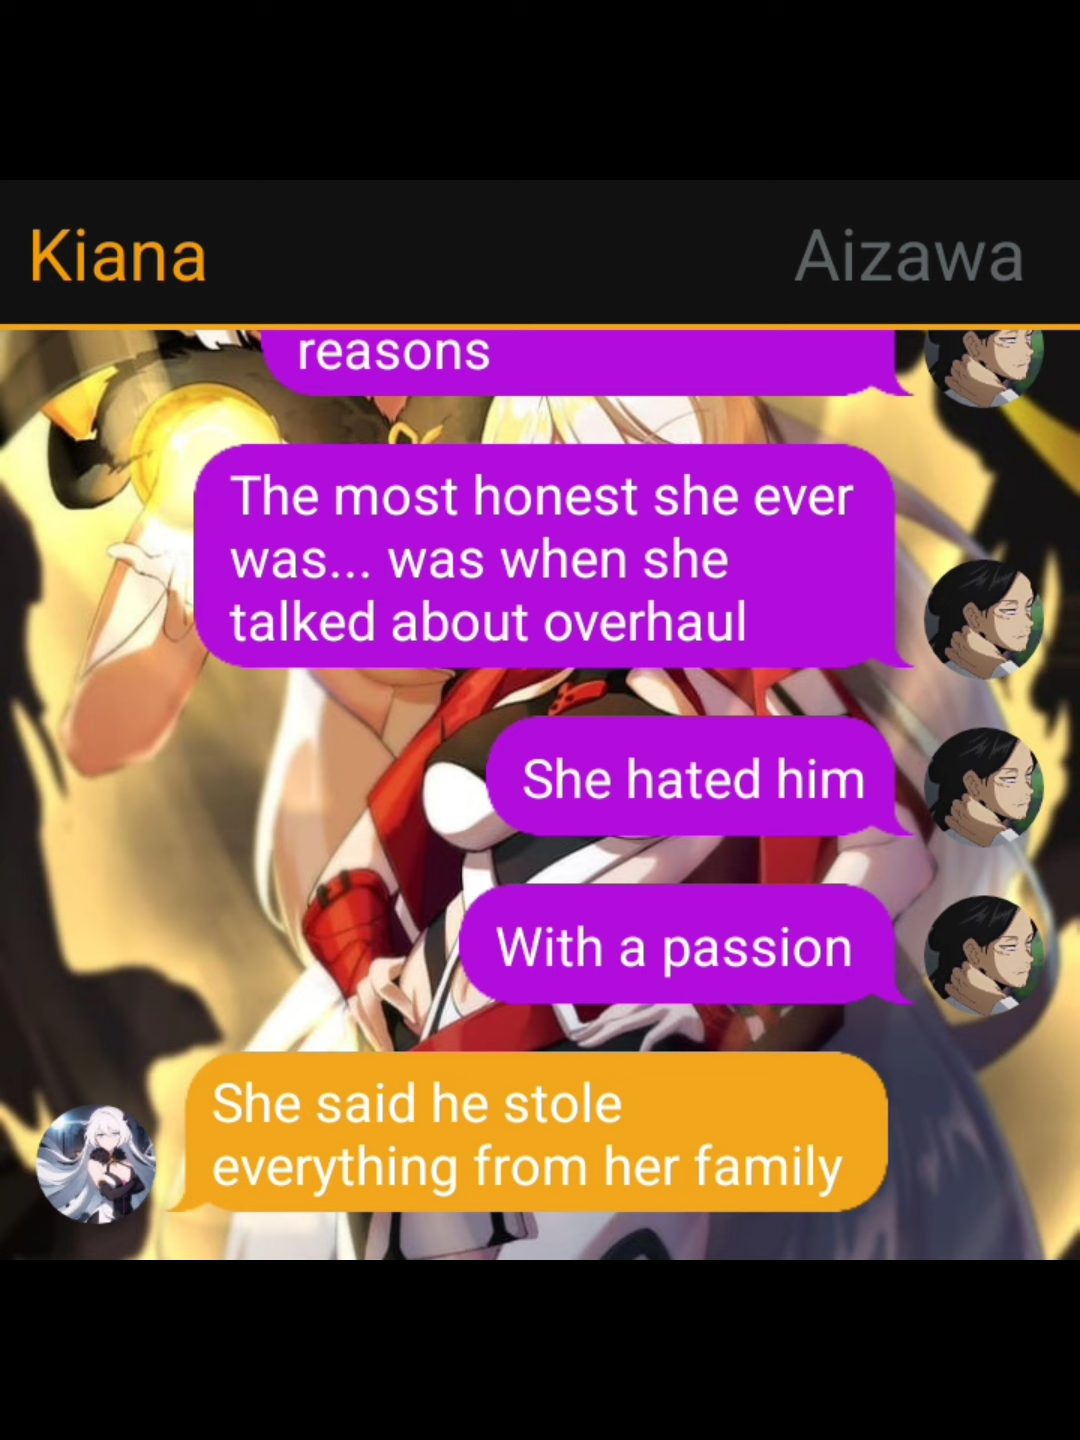 Kiana
Aizawa
reasons
The most honest she ever
was... was when she
talked about overhaul
She hated him
With a passion
She said he stole
everything from her family